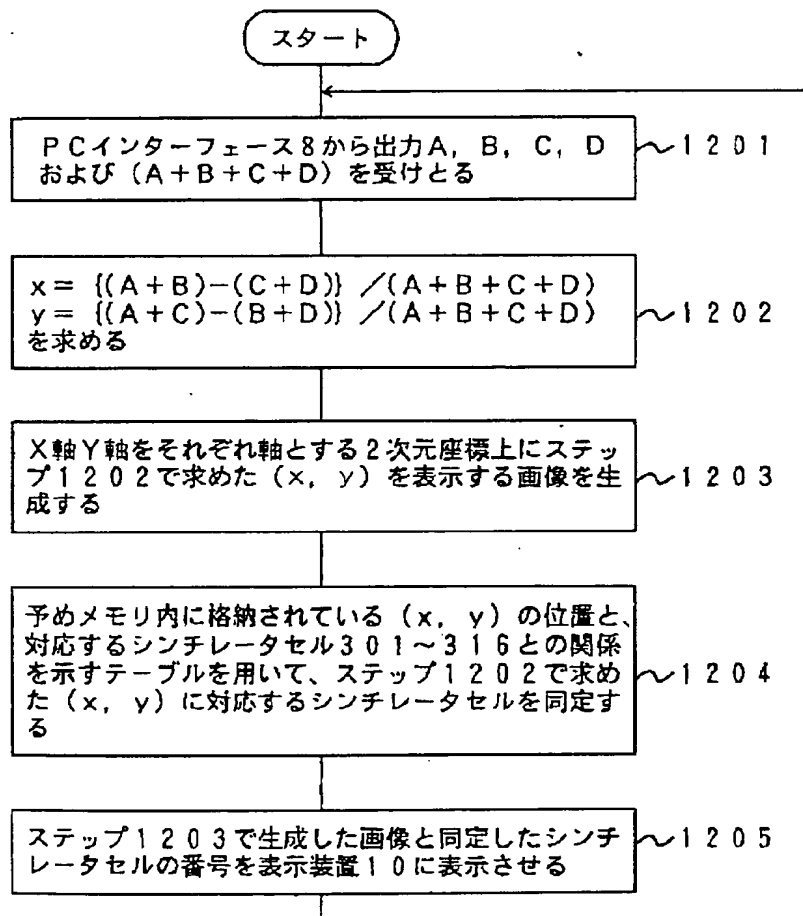 スタート
PCインターフェース8から出力A, B, C, D
および(A+B+C+D)を受けとる
1201
x= {(A+B)-(C+D)} /(A+B+C+D)
y= {(A+C)-(B+D)} /(A+B+C+D)
を求める
1202
X軸Y軸をそれぞれ軸とする2次元座標上にステッ
プ1202で求めた(x, y)を表示する画像を生
成する
1203
予めメモリ内に格納されている(x, y)の位置と、
対応するシンチレータセル301~316との関係
を示すテーブルを用いて、ステップ1202で求め
た(x, y)に対応するシンチレータセルを同定す
る
1204
ステップ1203で生成した画像と同定したシンチ
レータセルの番号を表示装置10に表示させる
1205